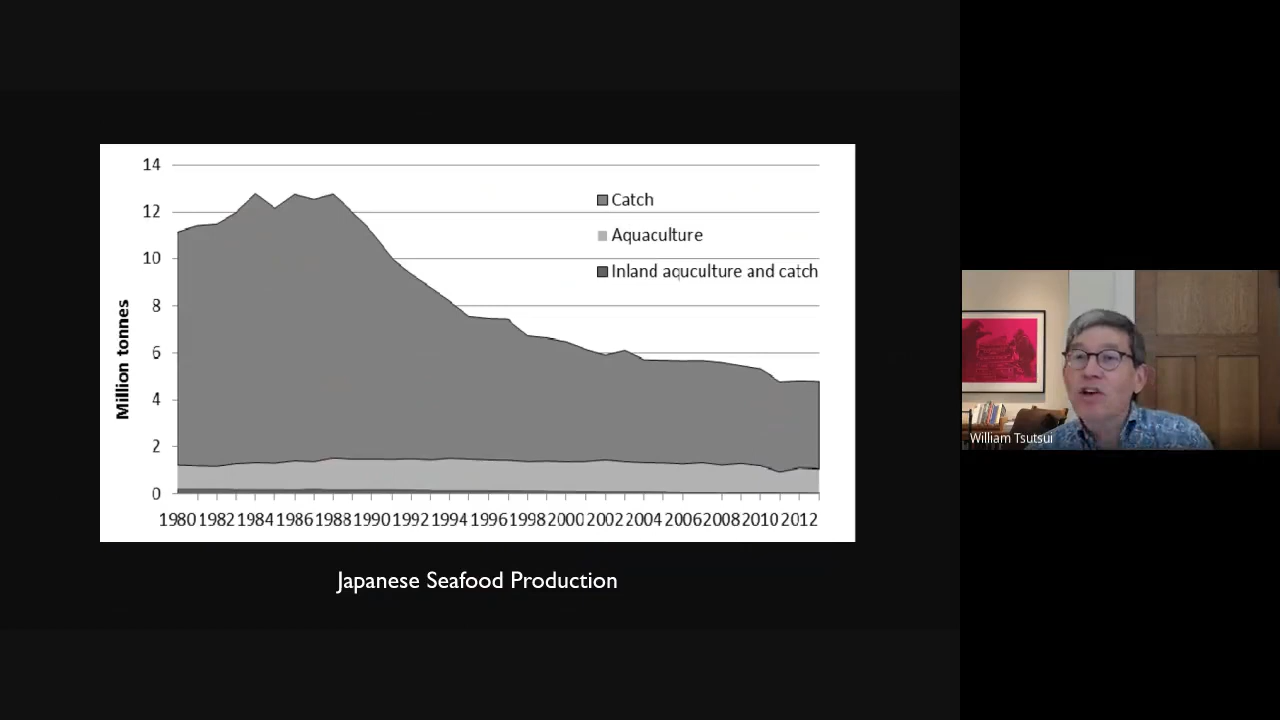 14
12
10
8
6
4
2
0
Million tonnes
Catch
Aquaculture
Inland aquculture and catch
1980 1982 1984 1986 1988 1990 1992 1994 1996 1998 2000 2002 2004 2006 2008 2010 2012
Japanese Seafood Production
William Tsutsui